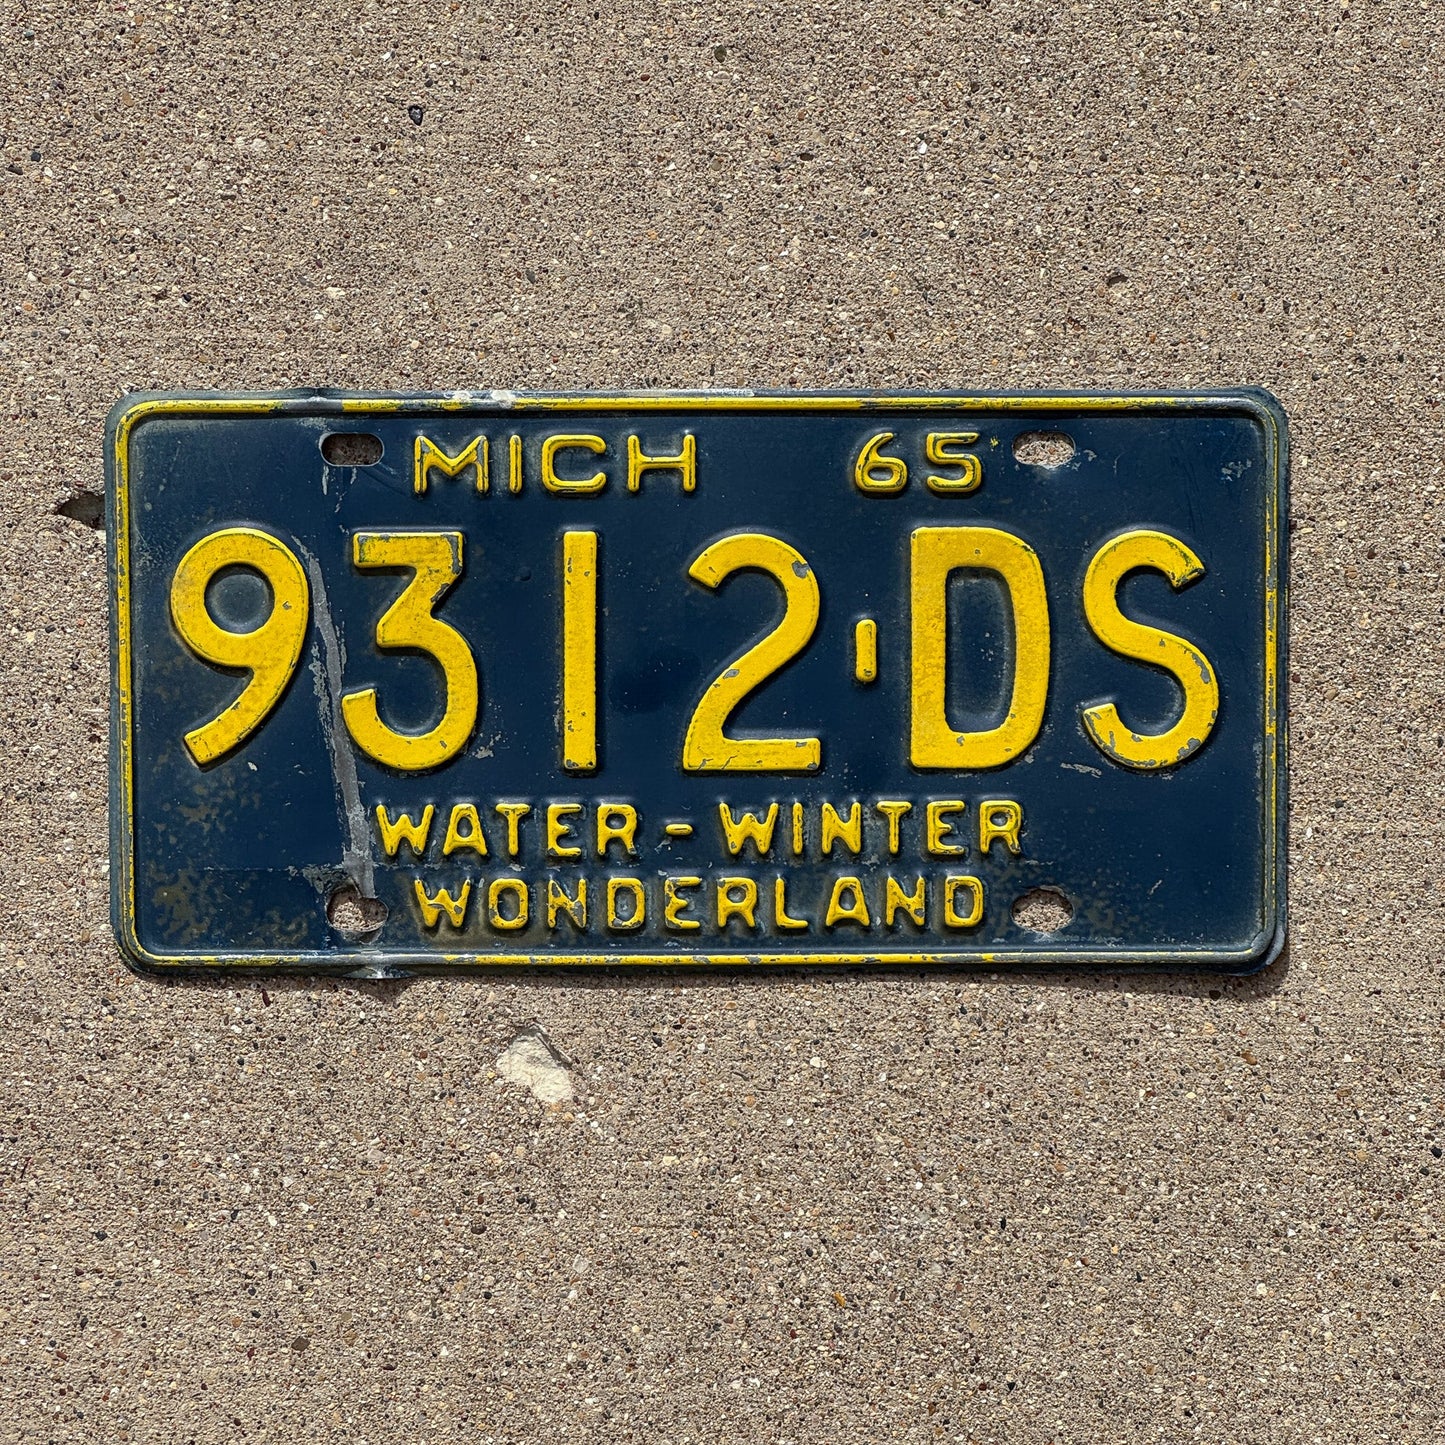 MICH 65
9312-DS
WATER-WINTER
WONDERLAND